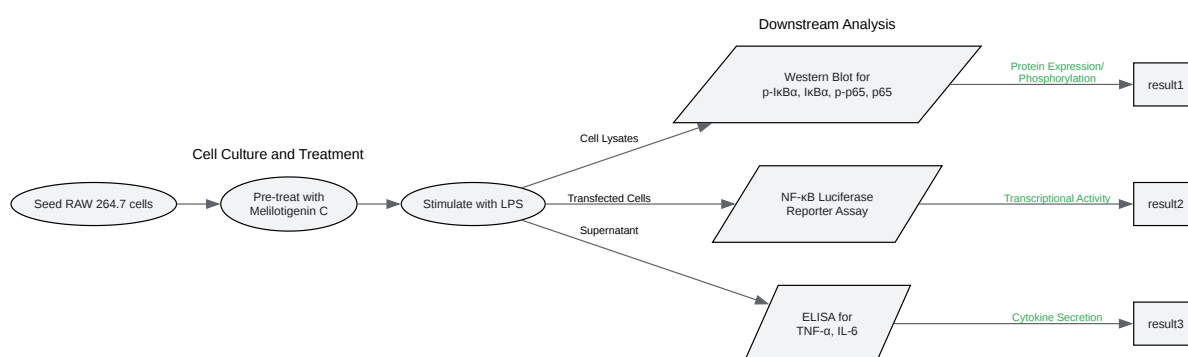 Downstream Analysis
Western Blot for
p-IκBα, IκBα, p-p65, p65
Protein Expression/
Phosphorylation
result1
Cell Lysates
Cell Culture and Treatment
Seed RAW 264.7 cells
Pre-treat with
Melilotigenin C
Stimulate with LPS
Transfected Cells
NF-κB Luciferase
Reporter Assay
Transcriptional Activity
result2
Supernatant
ELISA for
TNF-α, IL-6
Cytokine Secretion
result3